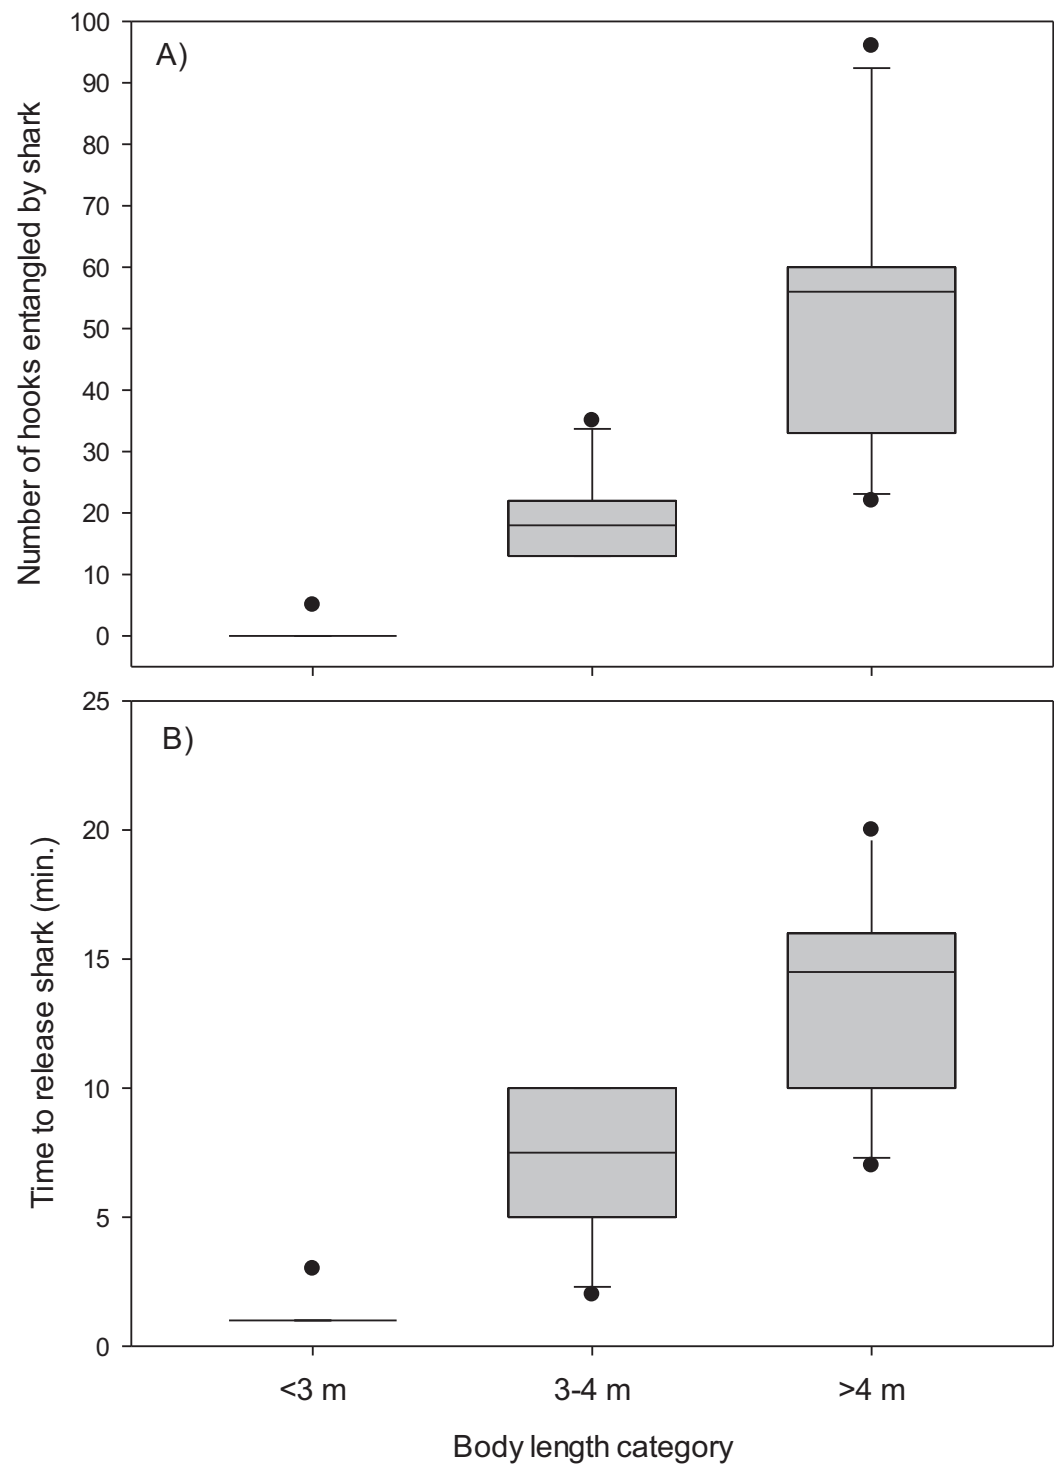 A)
Number of hooks entangled by shark
100
90
80
70
60
50
40
30
20
10
0
B)
Time to release shark (min.)
25
20
15
10
5
0
<3 m
3-4 m
>4 m
Body length category